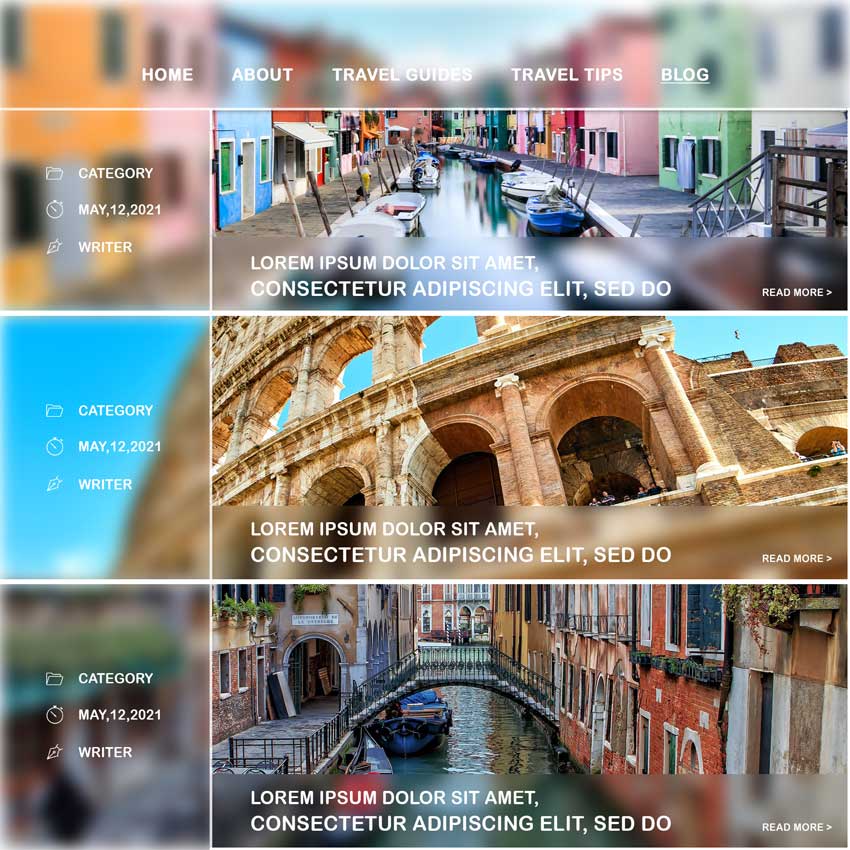 HOME ABOUT TRAVEL GUIDES TRAVEL TIPS BLOG
CATEGORY
MAY,12,2021
WRITER
LOREM IPSUM DOLOR SIT AMET,
CONSECTETUR ADIPISCING ELIT, SED DO
READ MORE >
CATEGORY
MAY,12,2021
WRITER
LOREM IPSUM DOLOR SIT AMET,
CONSECTETUR ADIPISCING ELIT, SED DO
READ MORE >
CATEGORY
MAY,12,2021
WRITER
LOREM IPSUM DOLOR SIT AMET,
CONSECTETUR ADIPISCING ELIT, SED DO
READ MORE >